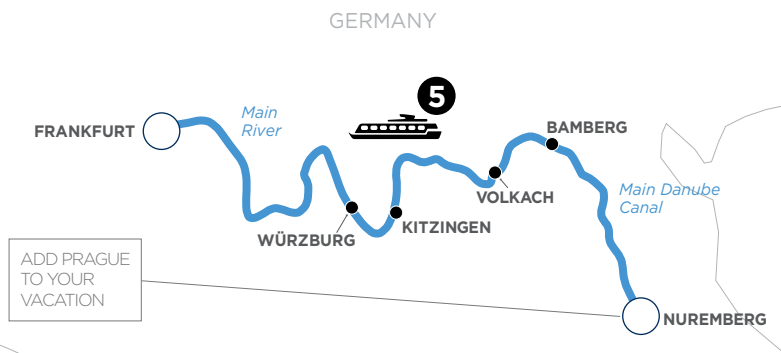 GERMANY
5
Main
River
FRANKFURT
BAMBERG
VOLKACH
Main Danube
Canal
KITZINGEN
WÜRZBURG
ADD PRAGUE
TO YOUR
VACATION
NUREMBERG